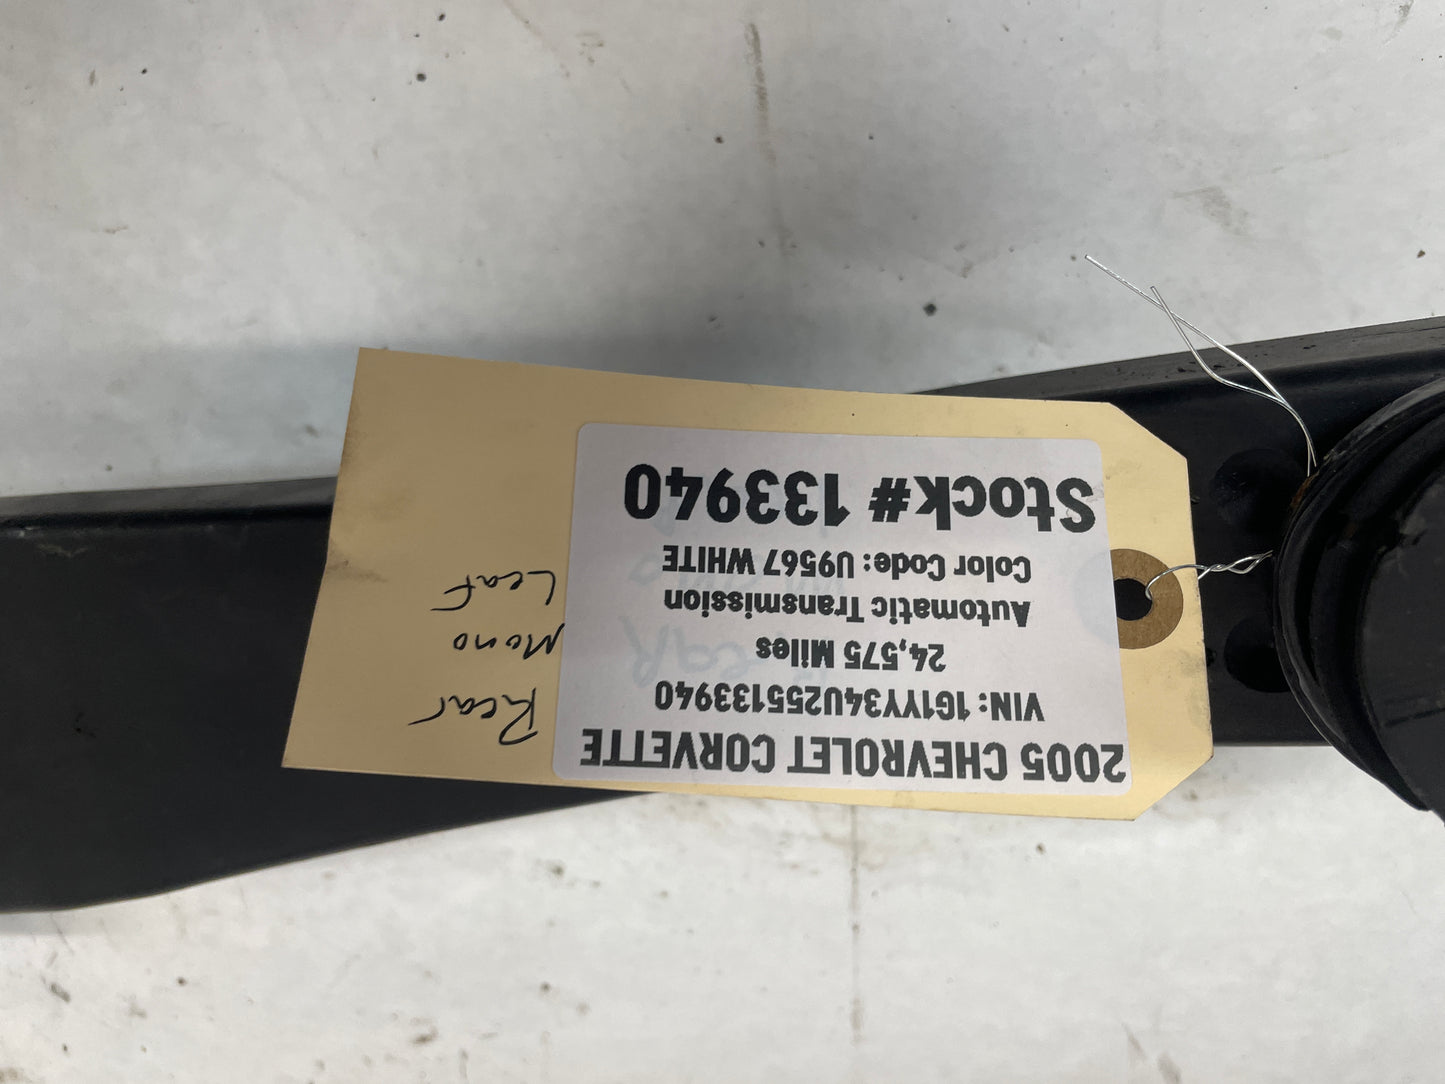 2005 CHEVROLET CORVETTE
VIN: 1G1YY34U255133940
24,575 Miles
Automatic Transmission
Color Code: U9567 WHITE
Stock# 133940
Rear
Mono
Leaf